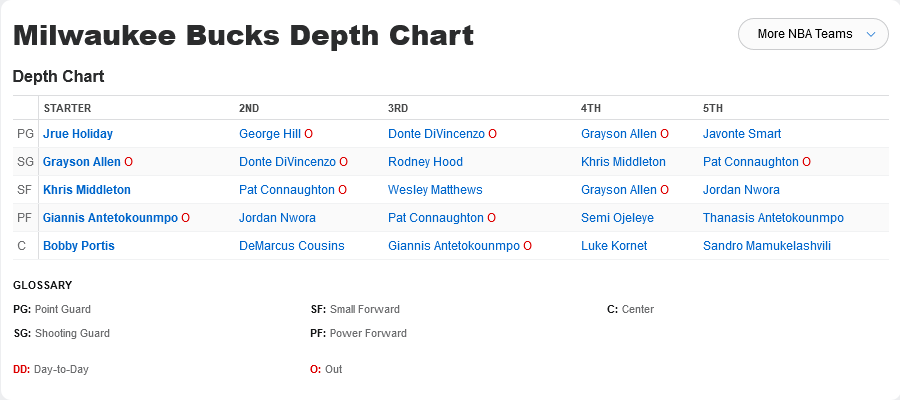 Milwaukee Bucks Depth Chart
More NBA Teams
Depth Chart
STARTER 2ND 3RD 4TH 5TH
PG Jrue Holiday George Hill O Donte DiVincenzo O Grayson Allen O Javonte Smart
SG Grayson Allen O Donte DiVincenzo O Rodney Hood Khris Middleton Pat Connaughton O
SF Khris Middleton Pat Connaughton O Wesley Matthews Grayson Allen O Jordan Nwora
PF Giannis Antetokounmpo O Jordan Nwora Pat Connaughton O Semi Ojeleye Thanasis Antetokounmpo
C Bobby Portis DeMarcus Cousins Giannis Antetokounmpo O Luke Kornet Sandro Mamukelashvili
GLOSSARY
PG: Point Guard SF: Small Forward C: Center
SG: Shooting Guard PF: Power Forward
DD: Day-to-Day O: Out